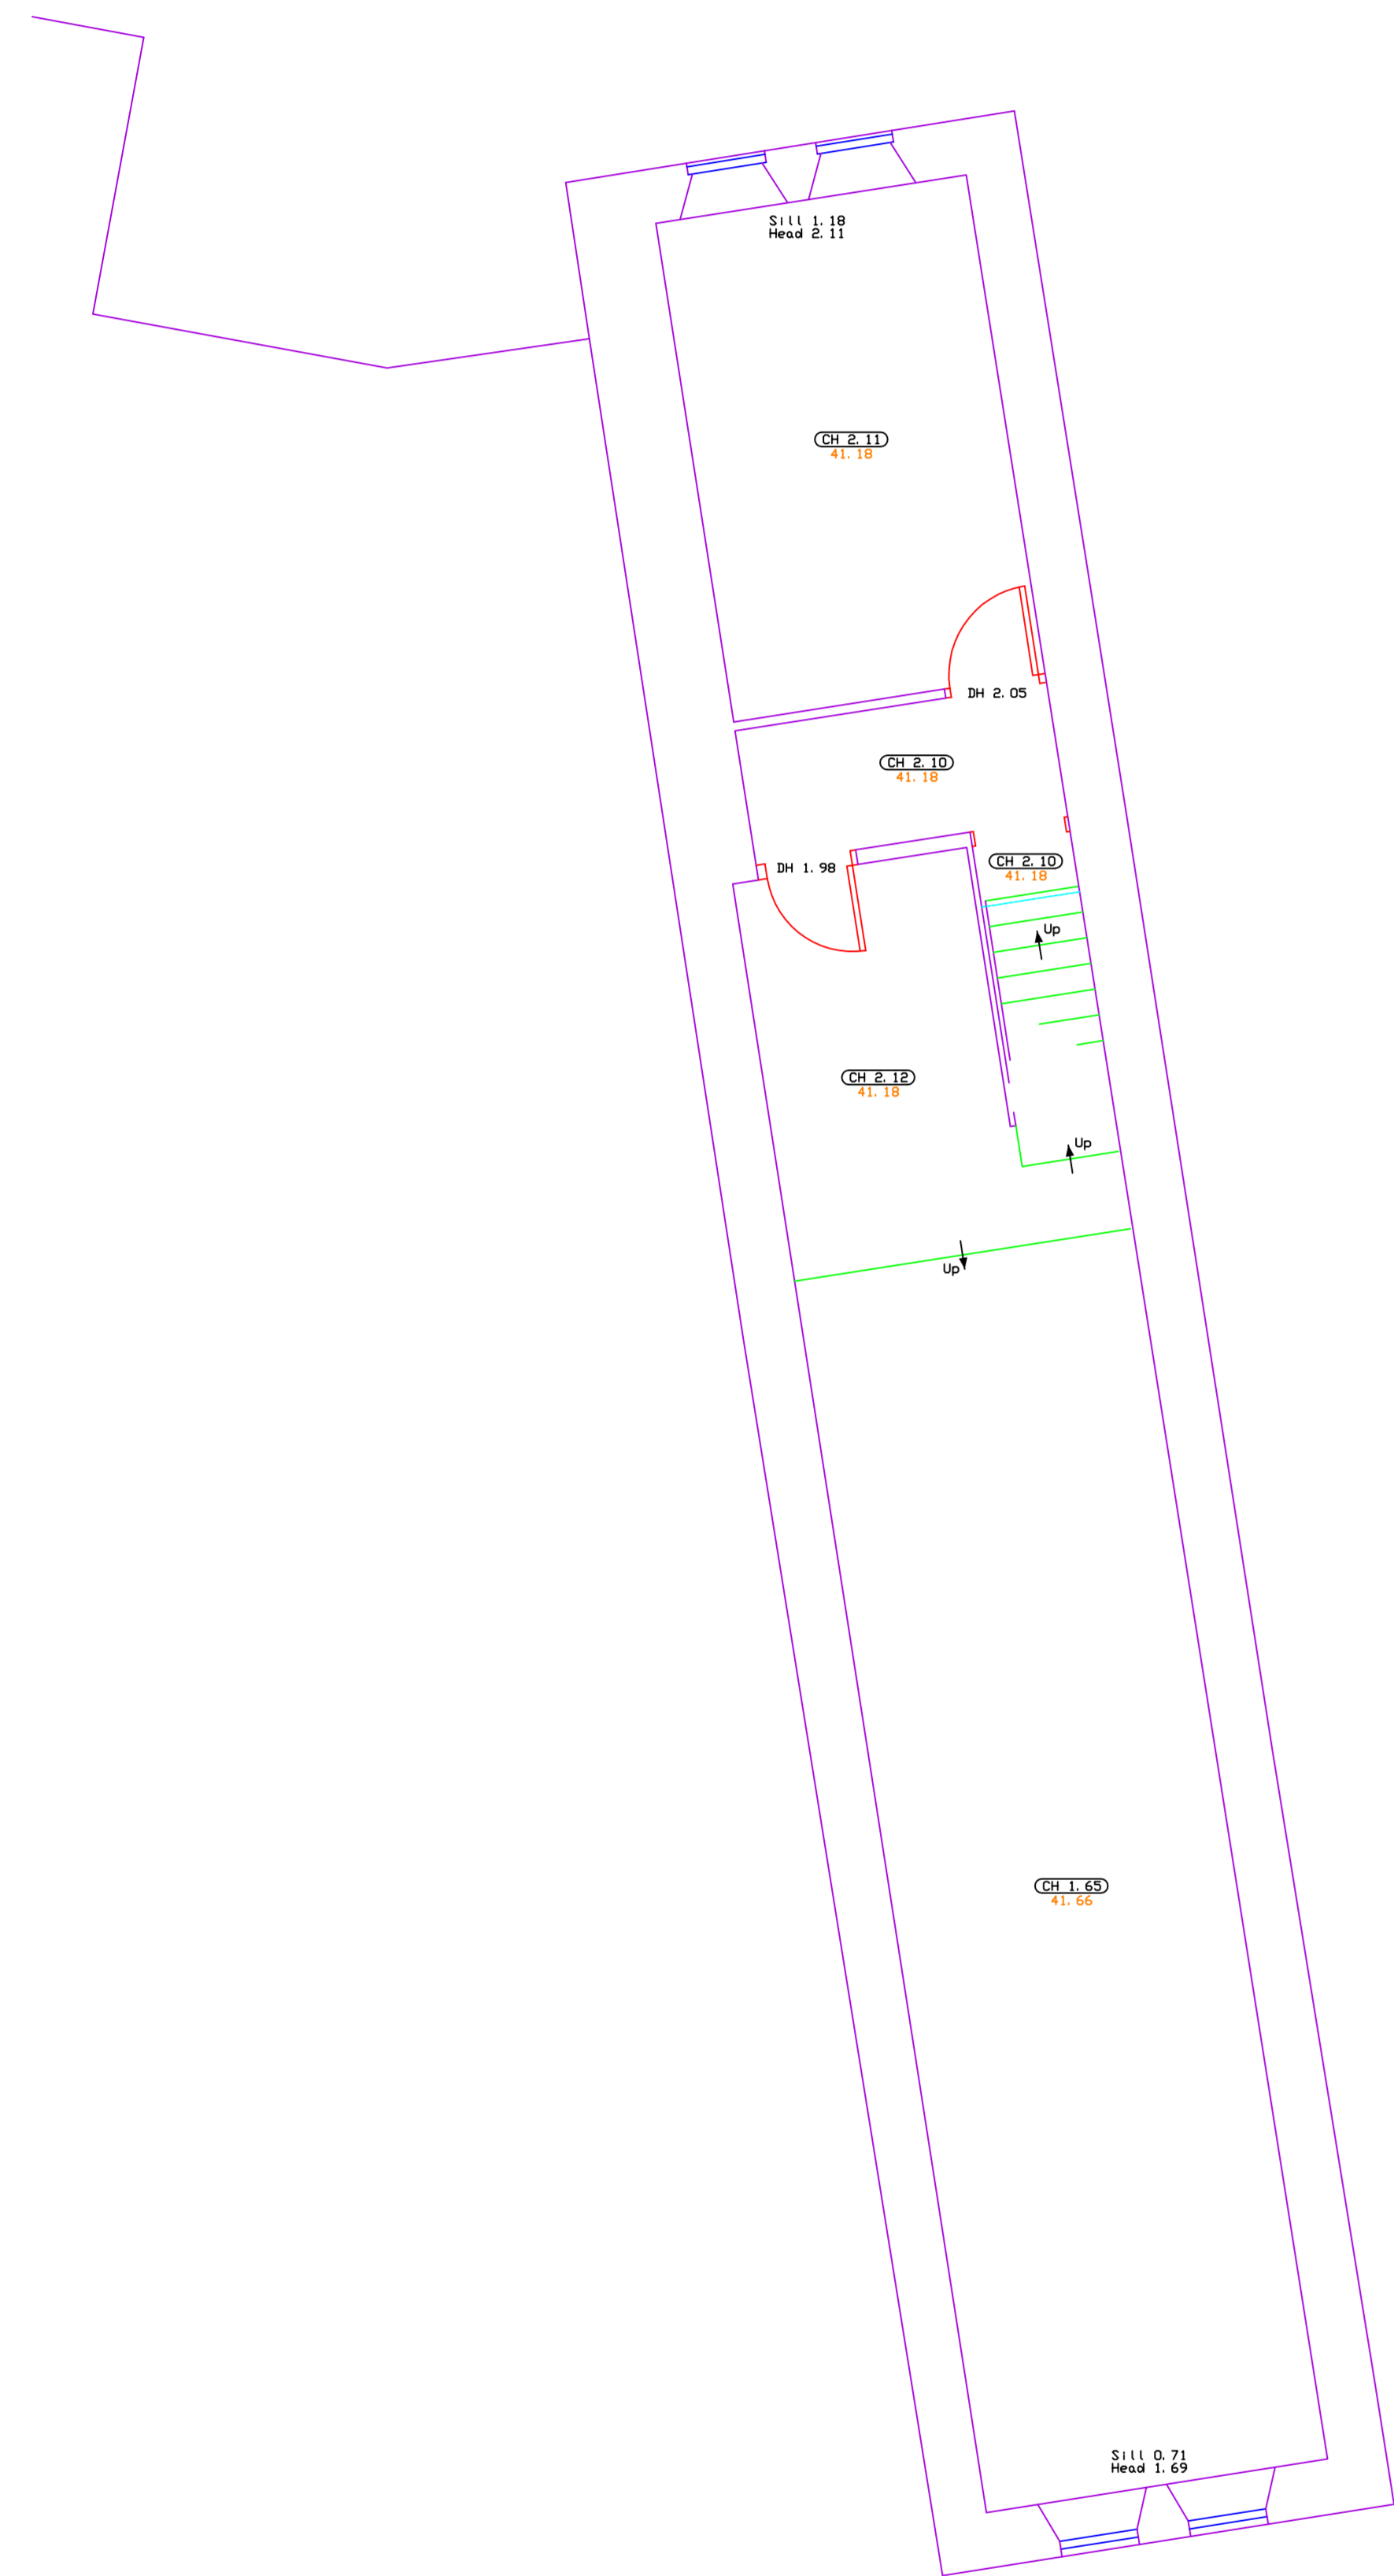 Sill 1.18
Head 2.11
CH 2.11
41.18
DH 2.05
CH 2.10
41.18
CH 2.10
41.18
DH 1.98
Up
CH 2.12
41.18
Up
Up
CH 1.65
41.66
Sill 0.71
Head 1.69